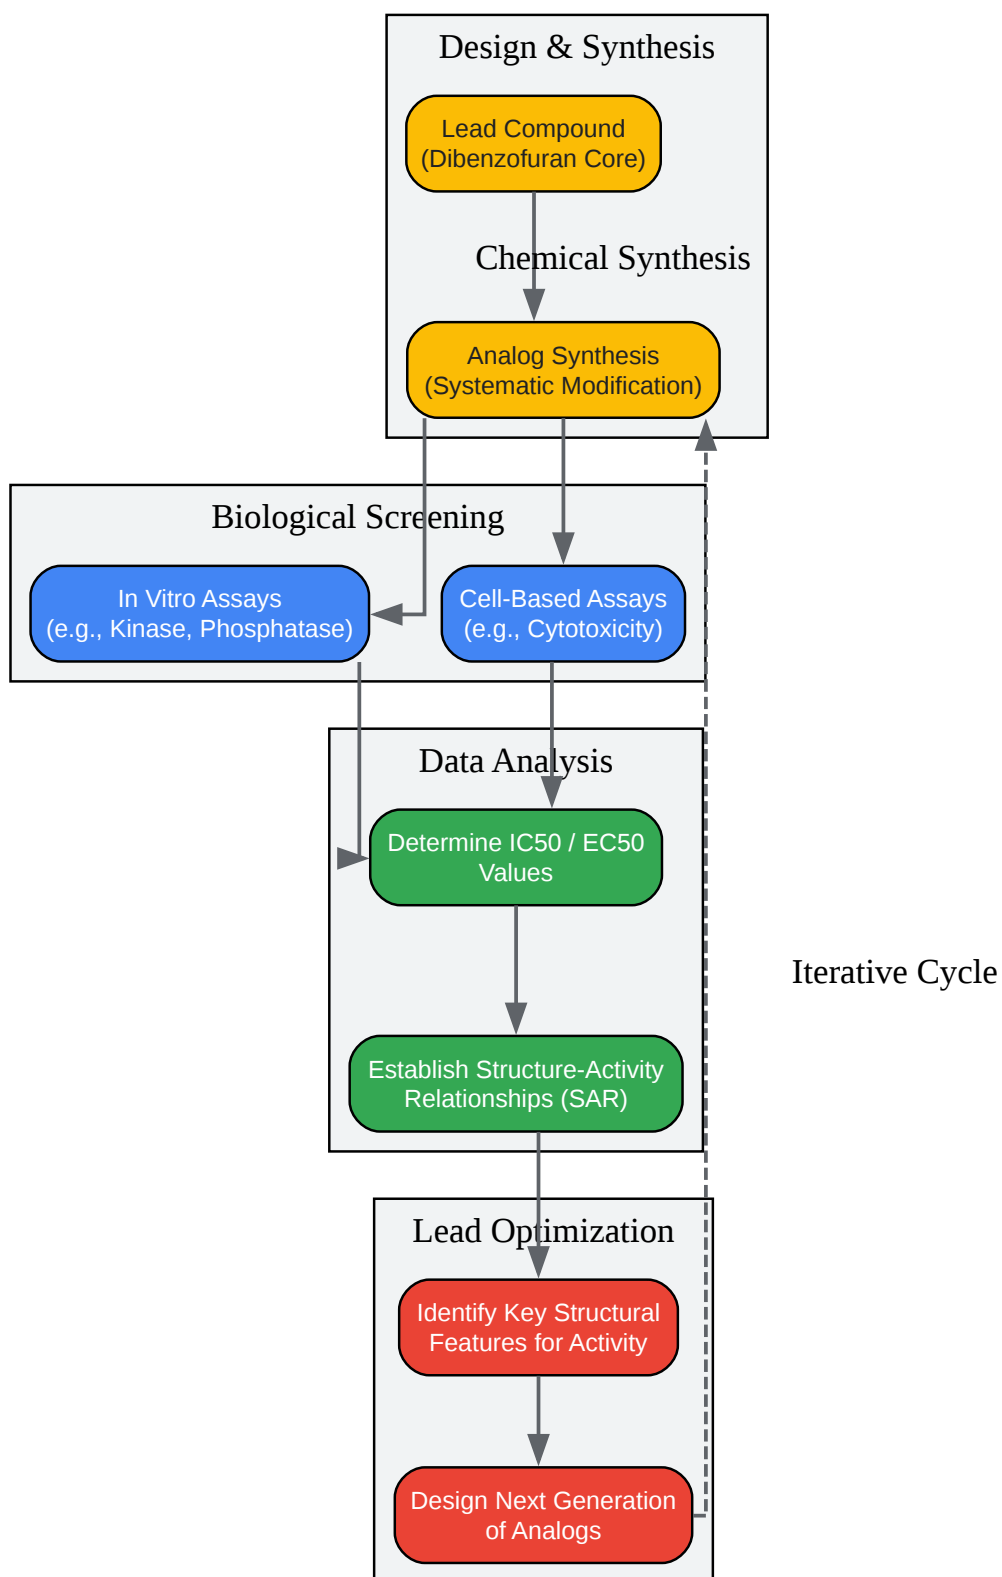 Design & Synthesis
Lead Compound
(Dibenzofuran Core)
Chemical Synthesis
Analog Synthesis
(Systematic Modification)
Biological Screening
In Vitro Assays
(e.g., Kinase, Phosphatase)
Cell-Based Assays
(e.g., Cytotoxicity)
Data Analysis
Determine IC50 / EC50
Values
Iterative Cycle
Establish Structure-Activity
Relationships (SAR)
Lead Optimization
Identify Key Structural
Features for Activity
Design Next Generation
of Analogs